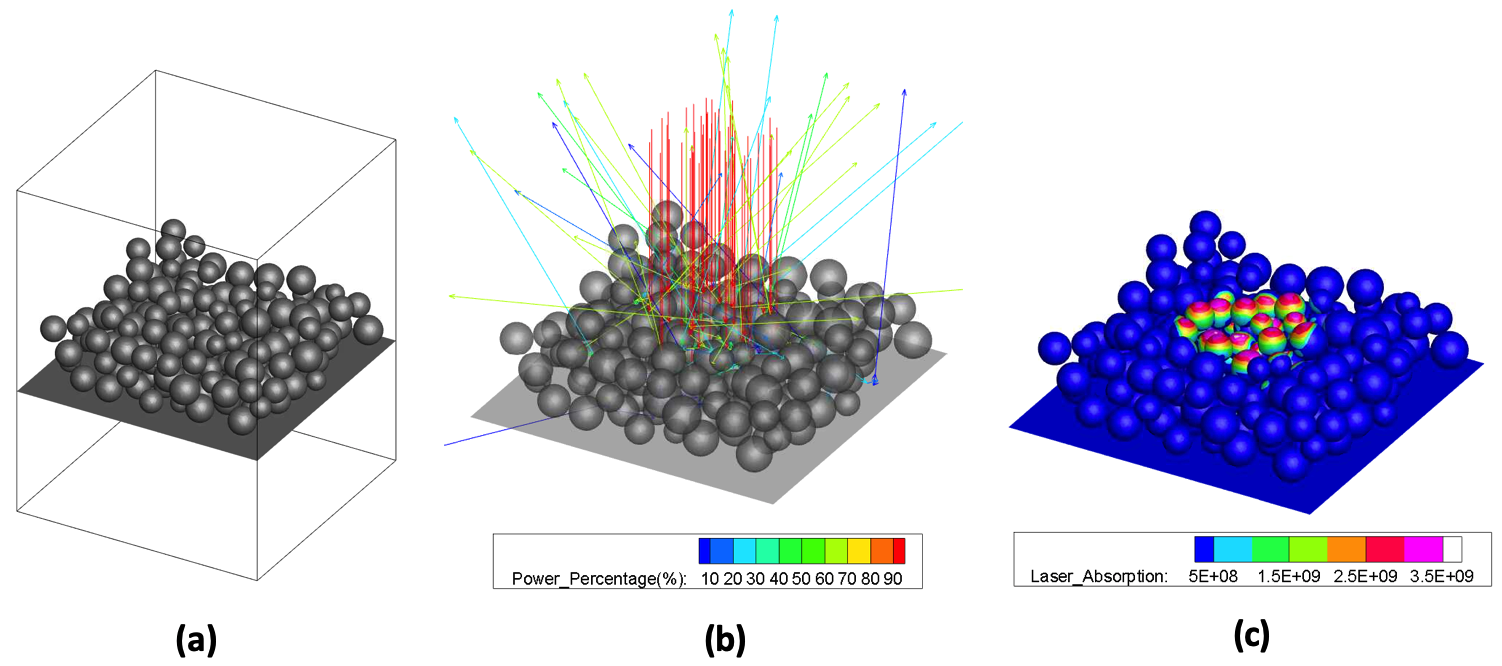 Power_Percentage(%): 10 20 30 40 50 60 70 80 90
Laser_Absorption: 5E+08 1.5E+09 2.5E+09 3.5E+09
(a)
(b)
(c)